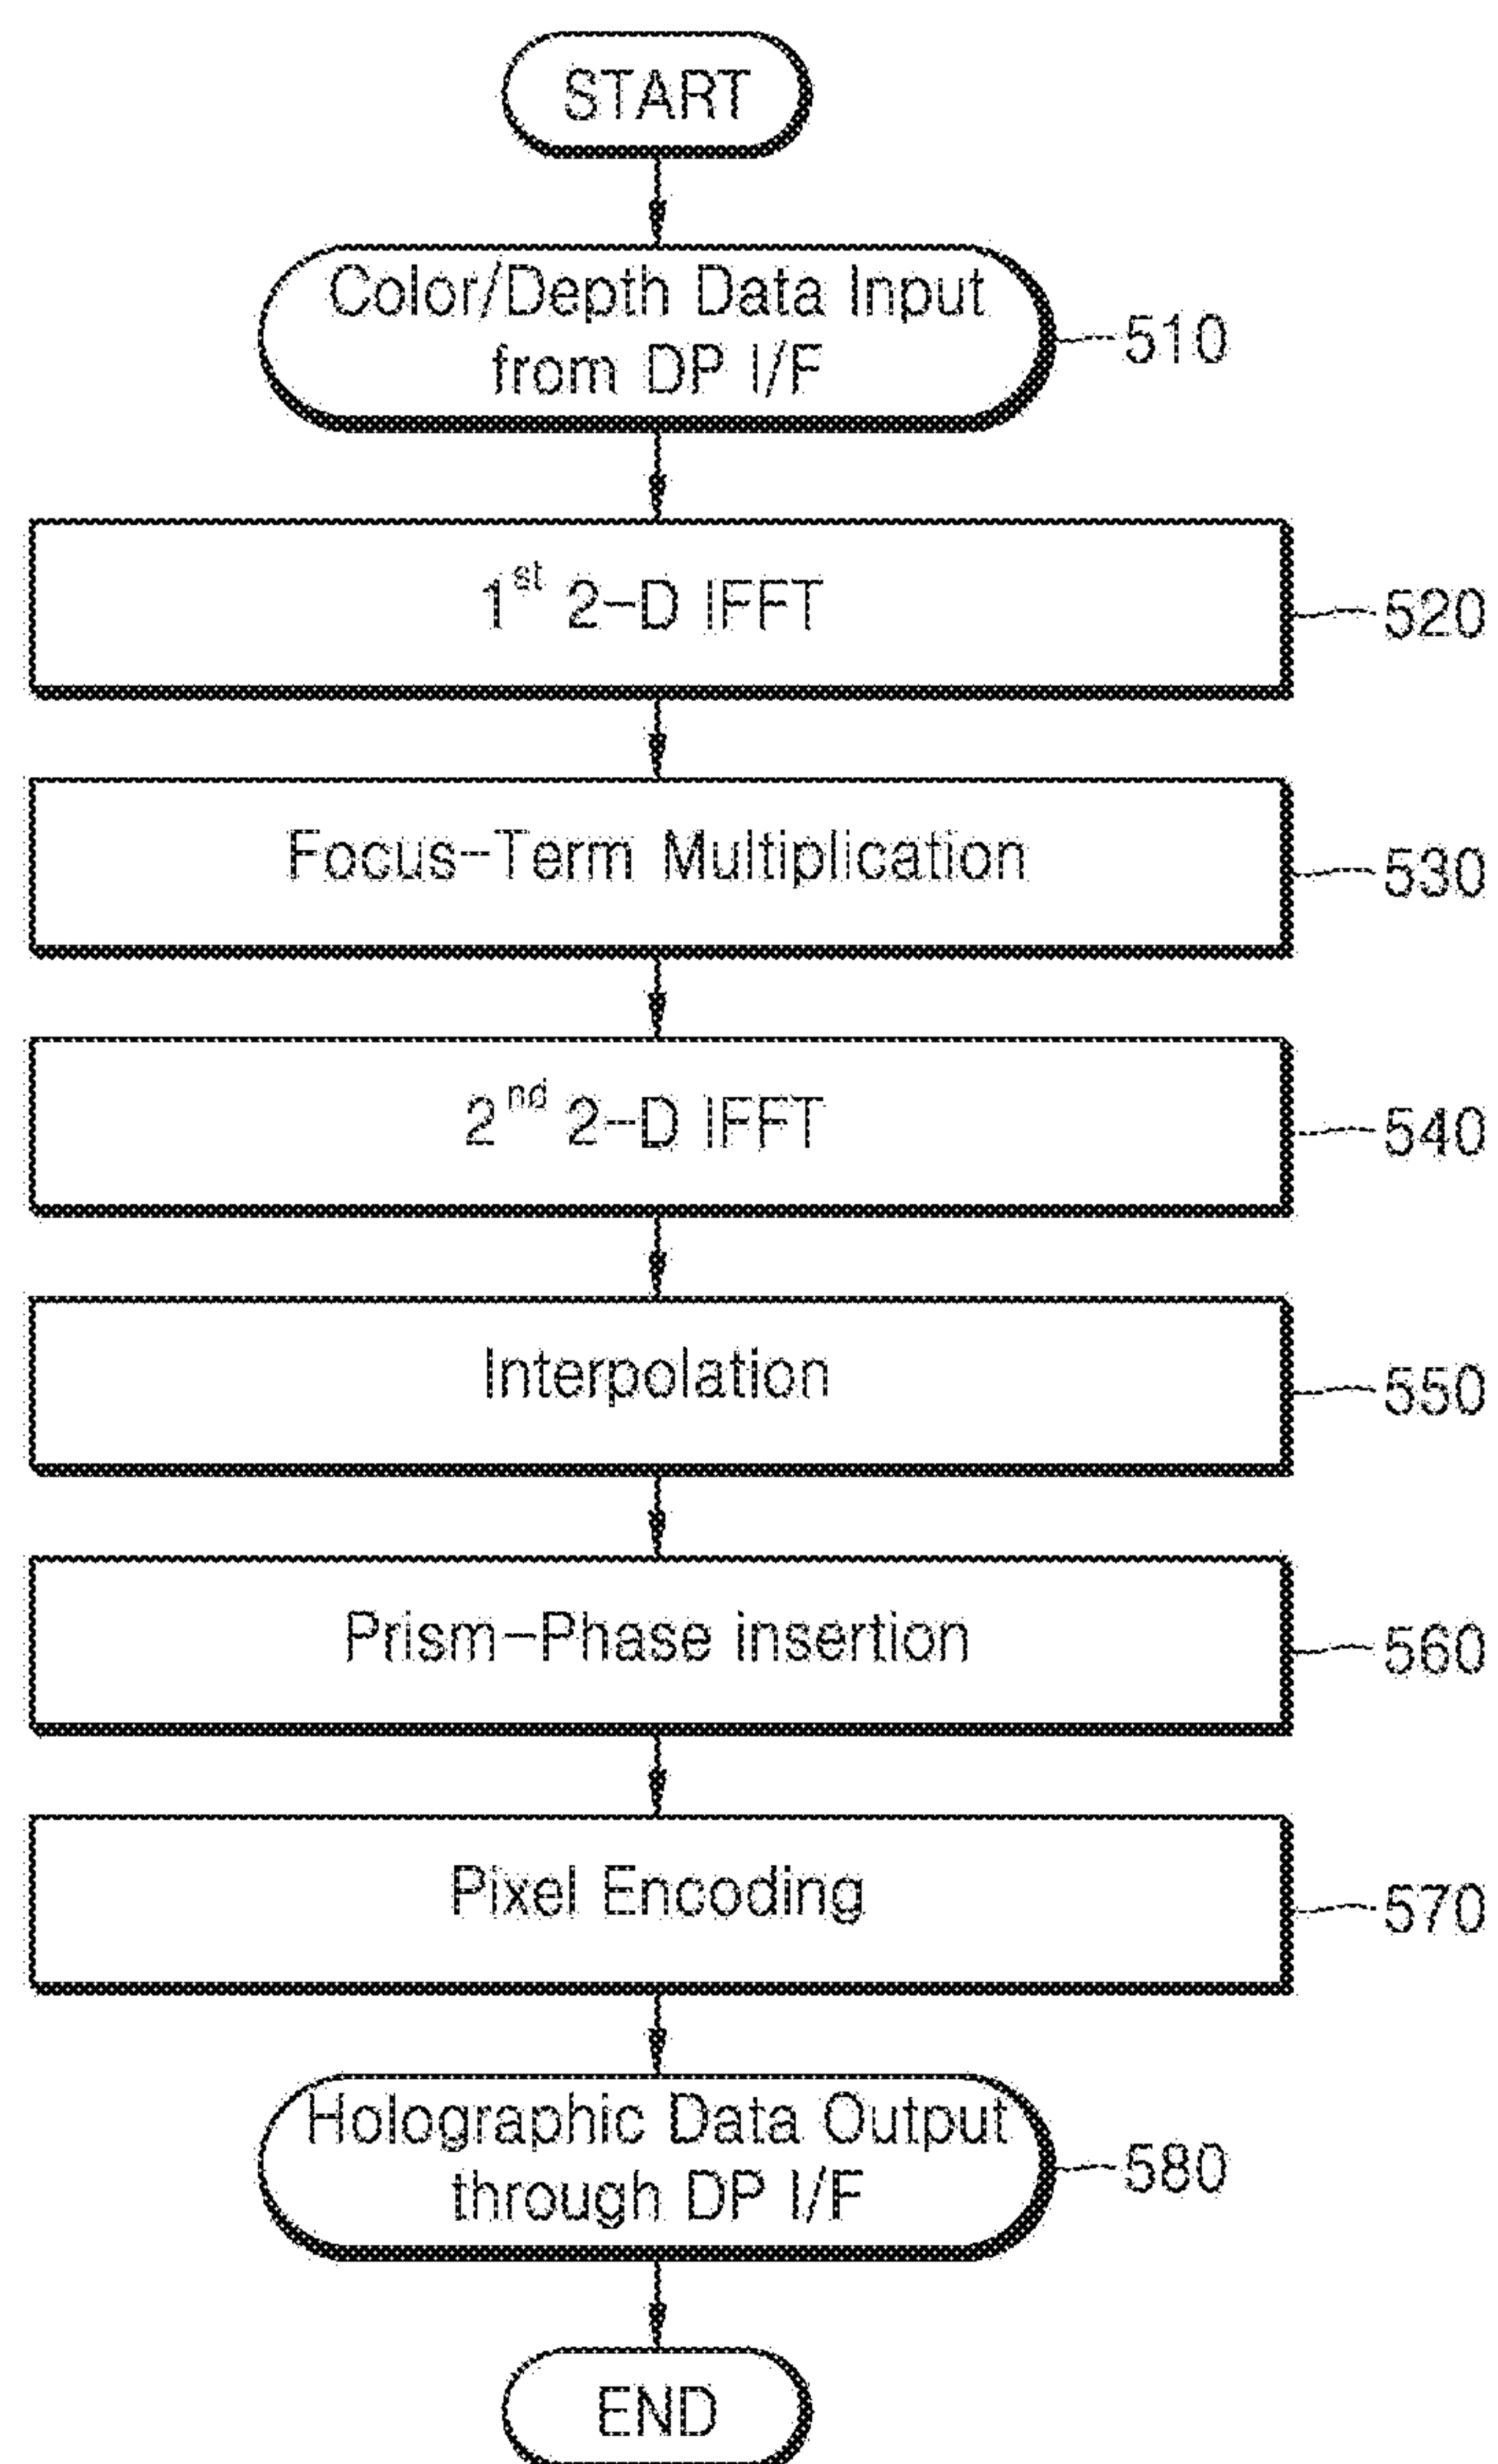 START
Color/Depth Data Input
from DP I/F
510
1st 2-D IFFT
520
Focus-Term Multiplication
530
2nd 2-D IFFT
540
Interpolation
550
Prism-Phase insertion
560
Pixel Encoding
570
Holographic Data Output
through DP I/F
580
END